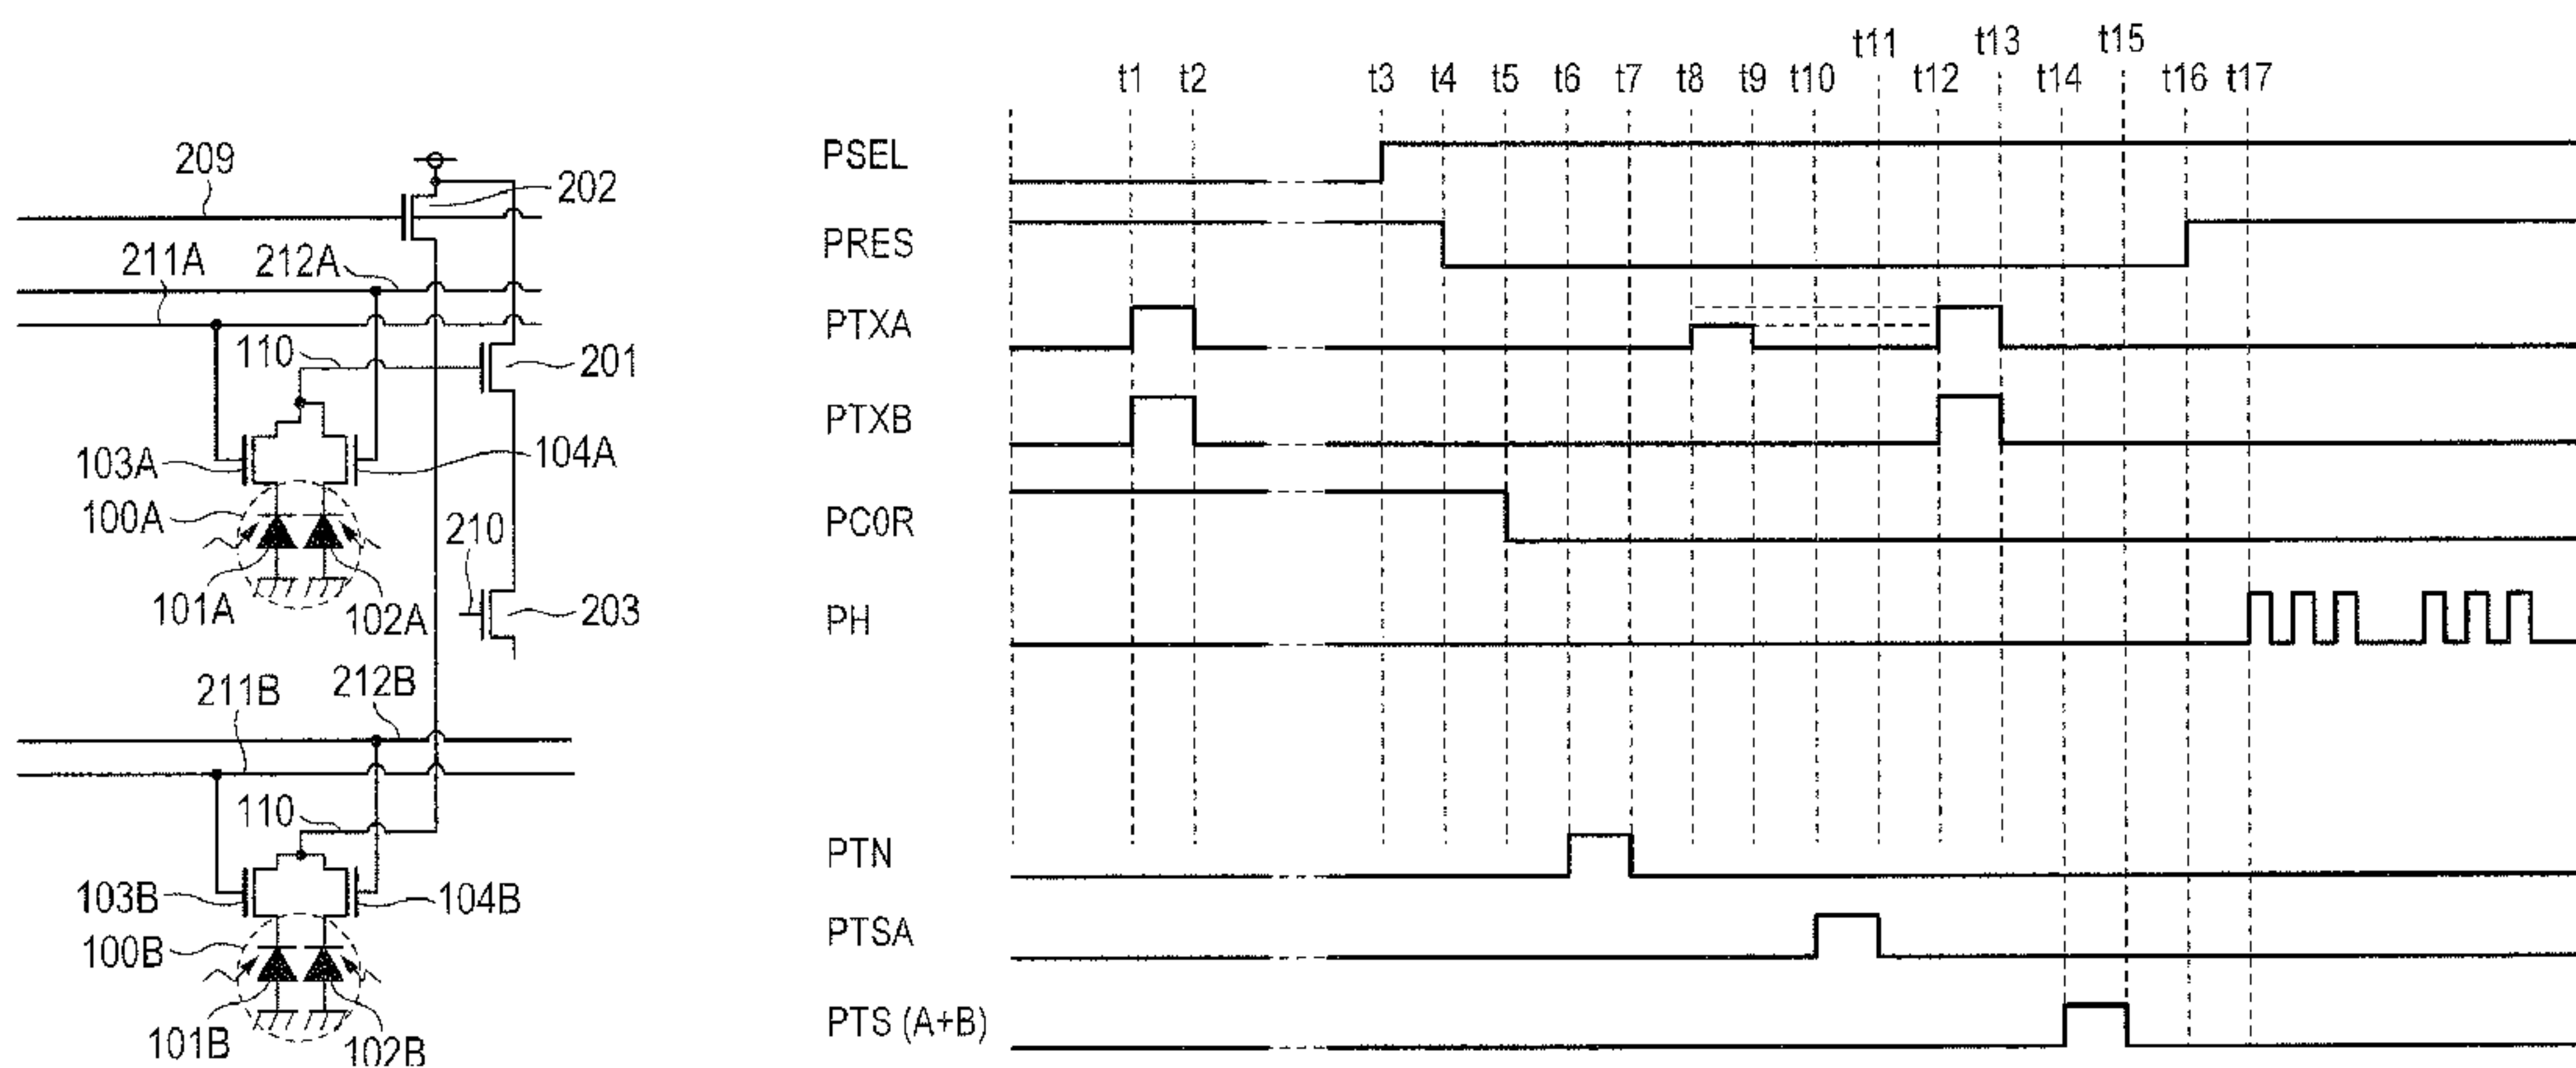 209
202
211A
212A
110
201
103A
104A
100A
210
101A
102A
203
211B
212B
110
103B
104B
100B
101B
102B
t1 t2 t3 t4 t5 t6 t7 t8 t9 t10 t11 t12 t13 t14 t15 t16 t17
PSEL
PRES
PTXA
PTXB
PC0R
PH
PTN
PTSA
PTS (A+B)